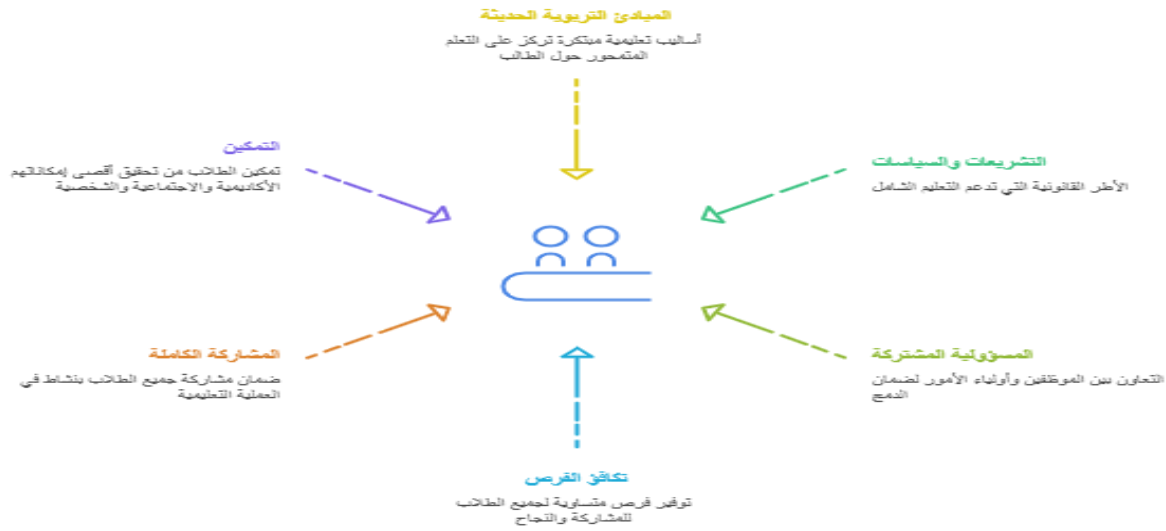 المبادئ التربوية الحديثة
أساليب تعليمية مبتكرة تركز على التعلم
المتمحور حول الطالب
التشريعات والسياسات
الأطر القانونية التي تدعم التعليم الشامل
التمكين
تمكين الطلاب من تحقيق أقصى إمكاناتهم
الأكاديمية والاجتماعية والشخصية
المسؤولية المشتركة
التعاون بين الموظفين وأولياء الأمور لضمان
الدمج
المشاركة الكاملة
ضمان مشاركة جميع الطلاب بنشاط في
العملية التعليمية
تكافؤ الفرص
توفير فرص متساوية لجميع الطلاب
للمشاركة والنجاح